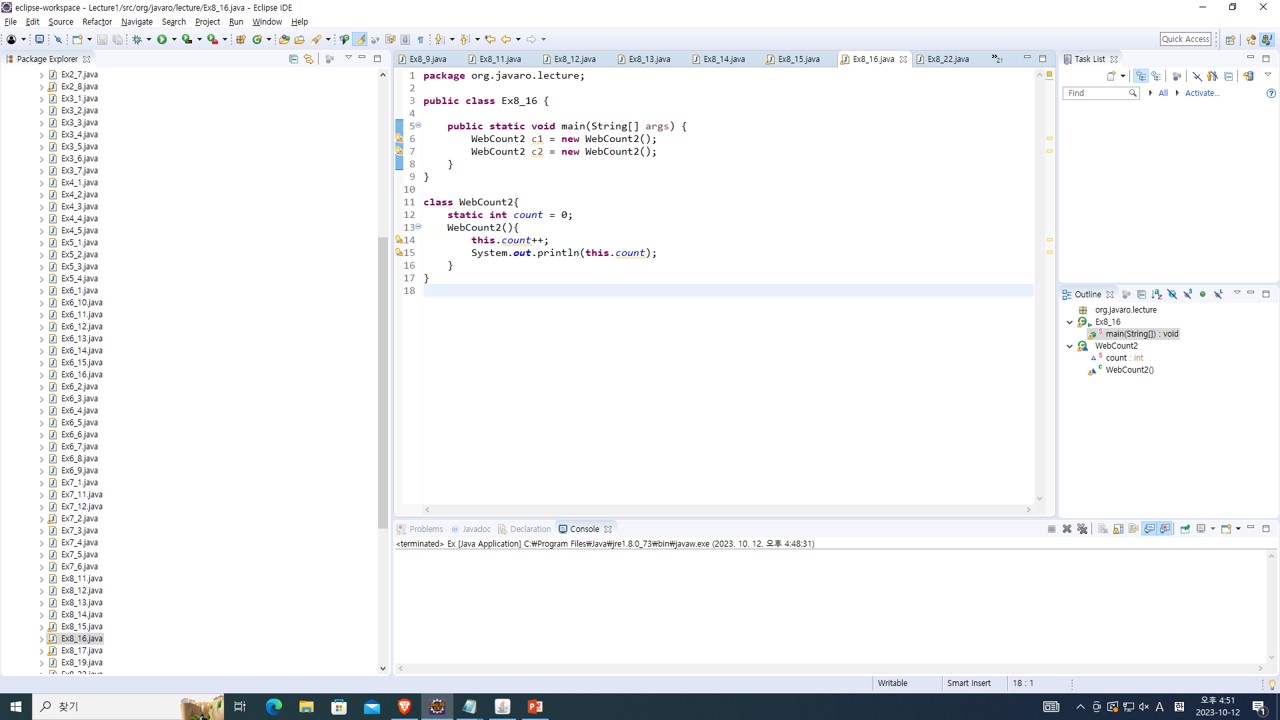 eclipse-workspace - Lecture1/src/org/javaro/lecture/Ex8_16.java - Eclipse IDE
File Edit Source Refactor Navigate Search Project Run Window Help
Quick Access
Package Explorer
Ex2_7.java
Ex2_8.java
Ex3_1.java
Ex3_2.java
Ex3_3.java
Ex3_4.java
Ex3_5.java
Ex3_6.java
Ex3_7.java
Ex4_1.java
Ex4_2.java
Ex4_3.java
Ex4_4.java
Ex4_5.java
Ex5_1.java
Ex5_2.java
Ex5_3.java
Ex5_4.java
Ex6_1.java
Ex6_10.java
Ex6_11.java
Ex6_12.java
Ex6_13.java
Ex6_14.java
Ex6_15.java
Ex6_16.java
Ex6_2.java
Ex6_3.java
Ex6_4.java
Ex6_5.java
Ex6_6.java
Ex6_7.java
Ex6_8.java
Ex6_9.java
Ex7_1.java
Ex7_11.java
Ex7_12.java
Ex7_2.java
Ex7_3.java
Ex7_4.java
Ex7_5.java
Ex7_6.java
Ex8_11.java
Ex8_12.java
Ex8_13.java
Ex8_14.java
Ex8_15.java
Ex8_16.java
Ex8_17.java
Ex8_19.java
Ex8_9.java Ex8_11.java Ex8_12.java Ex8_13.java Ex8_14.java Ex8_15.java Ex8_16.java Ex8_22.java
1 package org.javaro.lecture;
2
3 public class Ex8_16 {
4
5 public static void main(String[] args) {
6 WebCount2 c1 = new WebCount2();
7 WebCount2 c2 = new WebCount2();
8 }
9 }
10
11 class WebCount2{
12 static int count = 0;
13 WebCount2(){
14 this.count++;
15 System.out.println(this.count);
16 }
17 }
18
Task List
Find All Activate...
Outline
org.javaro.lecture
Ex8_16
main(String[]) : void
WebCount2
count : int
WebCount2()
Problems Javadoc Declaration Console
<terminated> Ex [Java Application] C:₩Program Files₩Java₩jre1.8.0_73₩bin₩javaw.exe (2023. 10. 12. 오후 4:48:31)
Writable Smart Insert 18 : 1
찾기
A
오후 4:51
2023-10-12